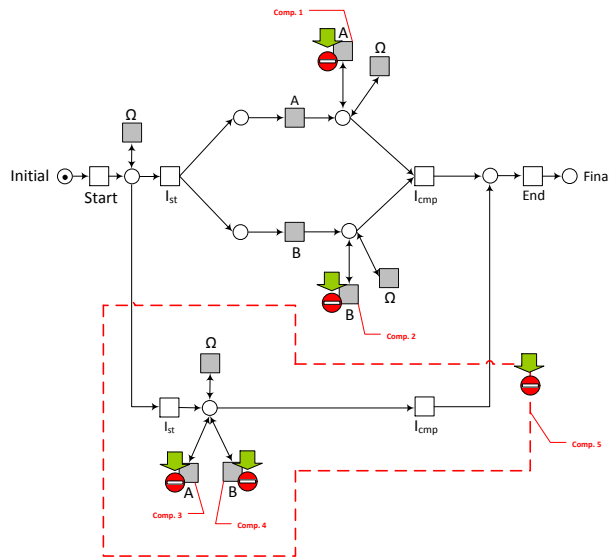 Comp. 1
A
Ω
Ω
A
Initial
Start
I_st
I_cmp
End
Fina
B
Ω
B
Comp. 2
Ω
I_st
I_cmp
A
B
Comp. 3
Comp. 4
Comp. 5